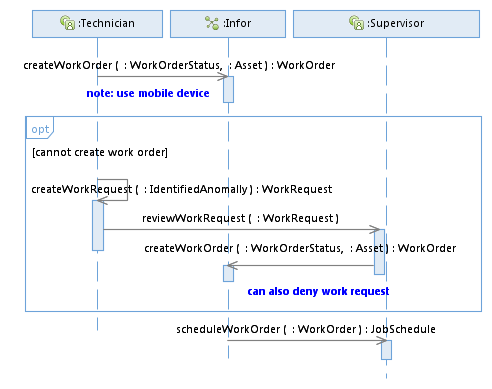 :Technician
:Infor
:Supervisor
createWorkOrder ( : WorkOrderStatus, : Asset ) : WorkOrder
note: use mobile device
opt
[cannot create work order]
createWorkRequest ( : IdentifiedAnomally ) : WorkRequest
reviewWorkRequest ( : WorkRequest )
createWorkOrder ( : WorkOrderStatus, : Asset ) : WorkOrder
can also deny work request
scheduleWorkOrder ( : WorkOrder ) : JobSchedule